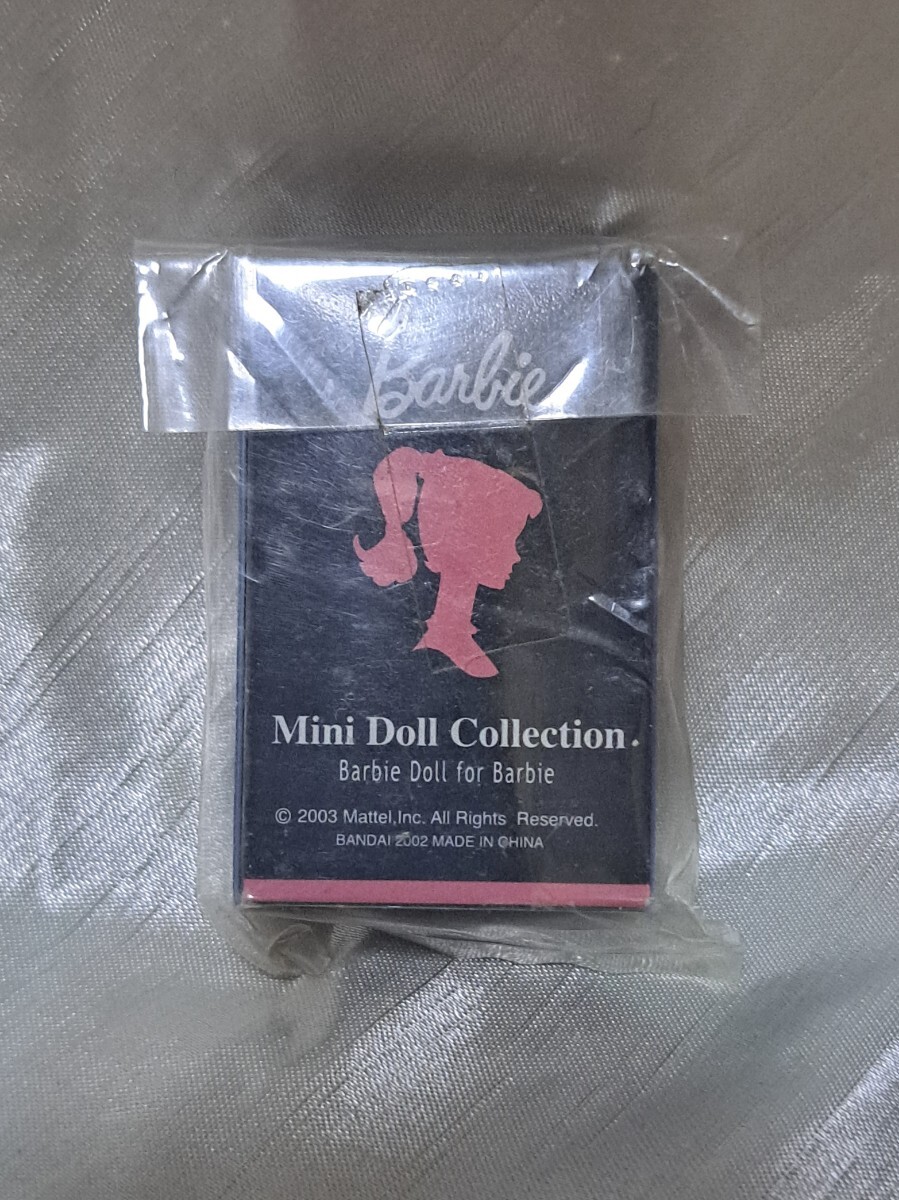 Barbie
Mini Doll Collection
Barbie Doll for Barbie
© 2003 Mattel,Inc. All Rights Reserved.
BANDAI 2002 MADE IN CHINA